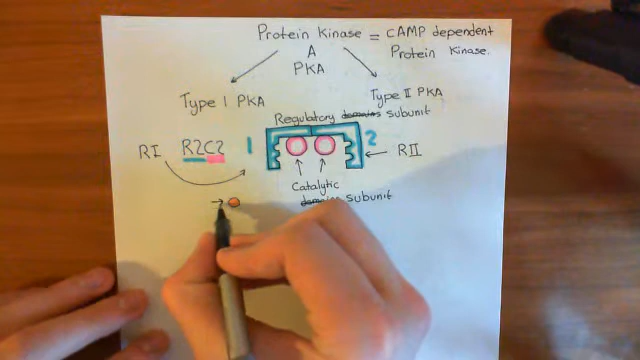 Protein Kinase = cAMP dependent
A Protein Kinase.
PKA
Type I PKA
Type II PKA
Regulatory domains subunit
RI R2C2 1 2 RII
Catalytic
domains subunit